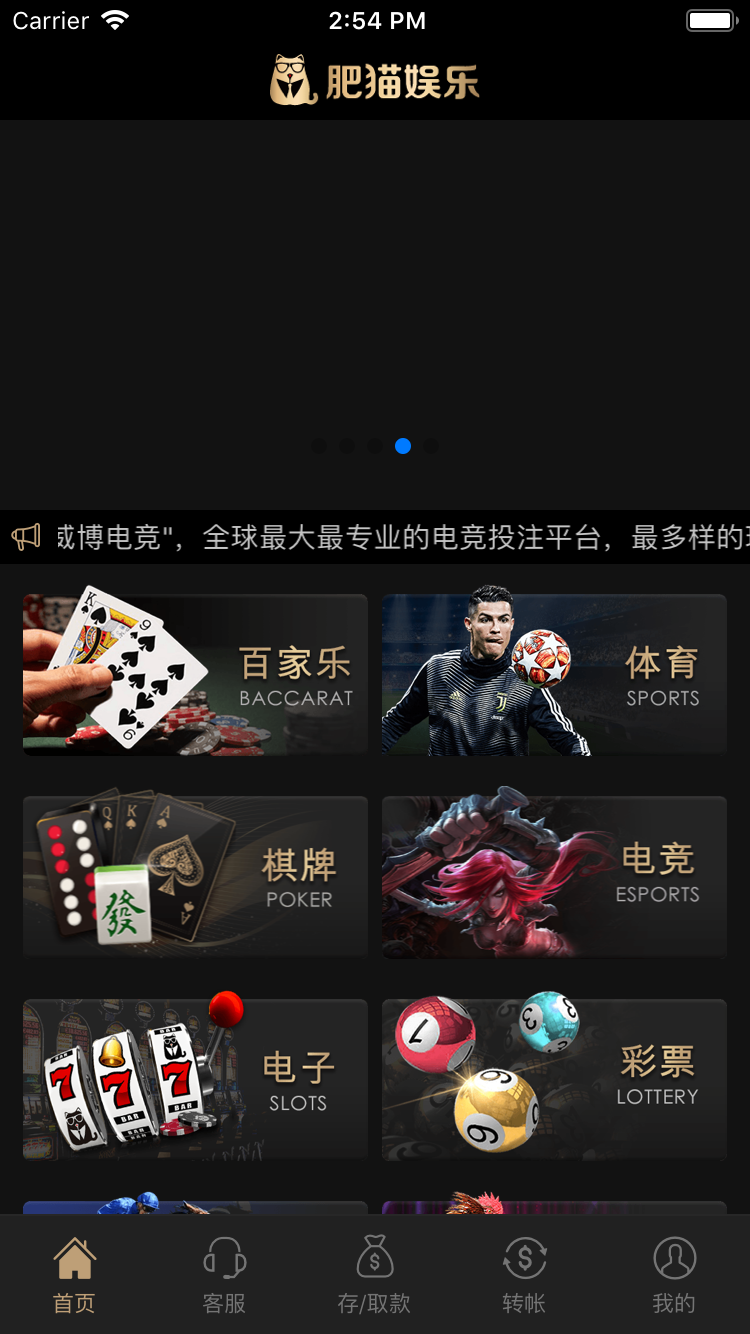 Carrier
2:54 PM
肥猫娱乐
威博电竞"，全球最大最专业的电竞投注平台，最多样的
百家乐
BACCARAT
体育
SPORTS
棋牌
POKER
电竞
ESPORTS
电子
SLOTS
彩票
LOTTERY
首页
客服
存/取款
转帐
我的